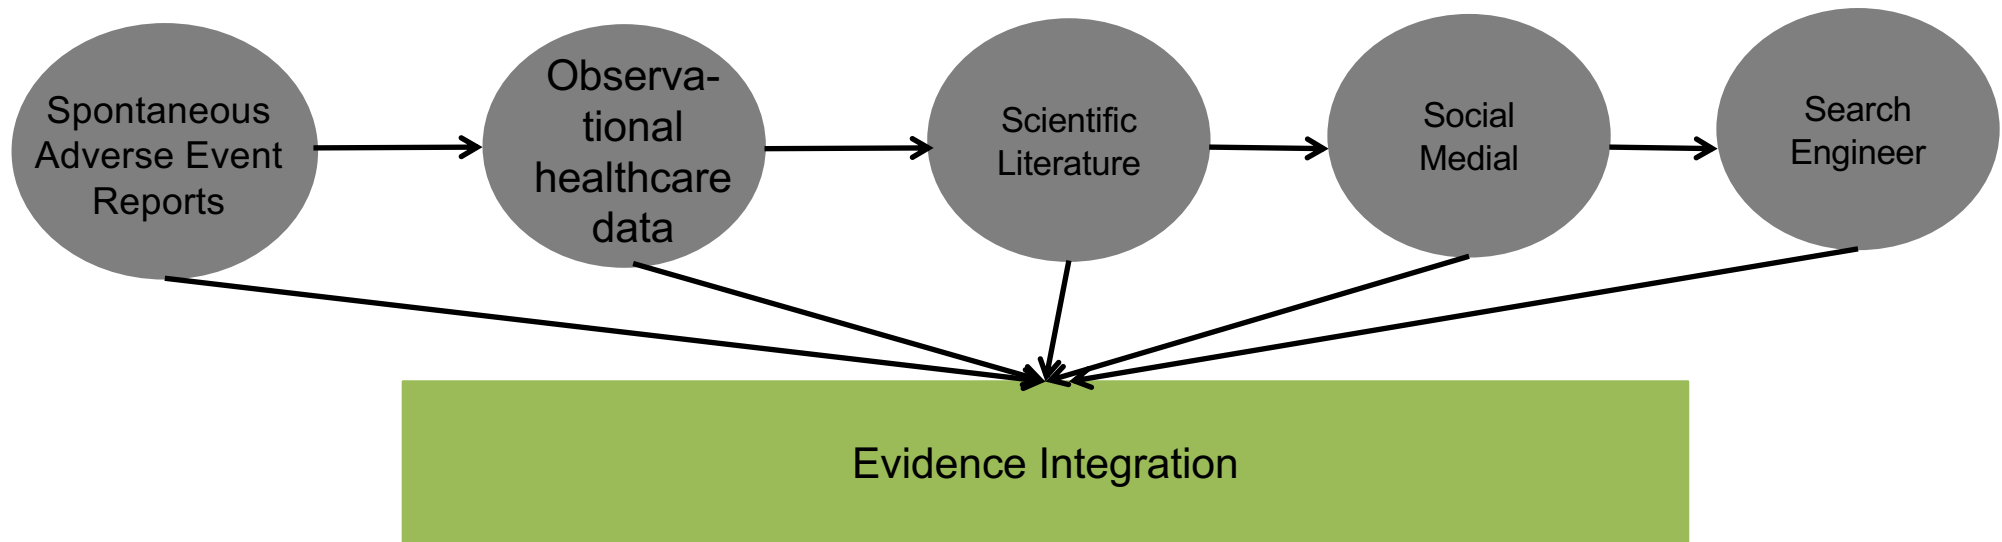 Spontaneous
Adverse Event
Reports
Observa-
tional
healthcare
data
Scientific
Literature
Social
Medial
Search
Engineer
Evidence Integration